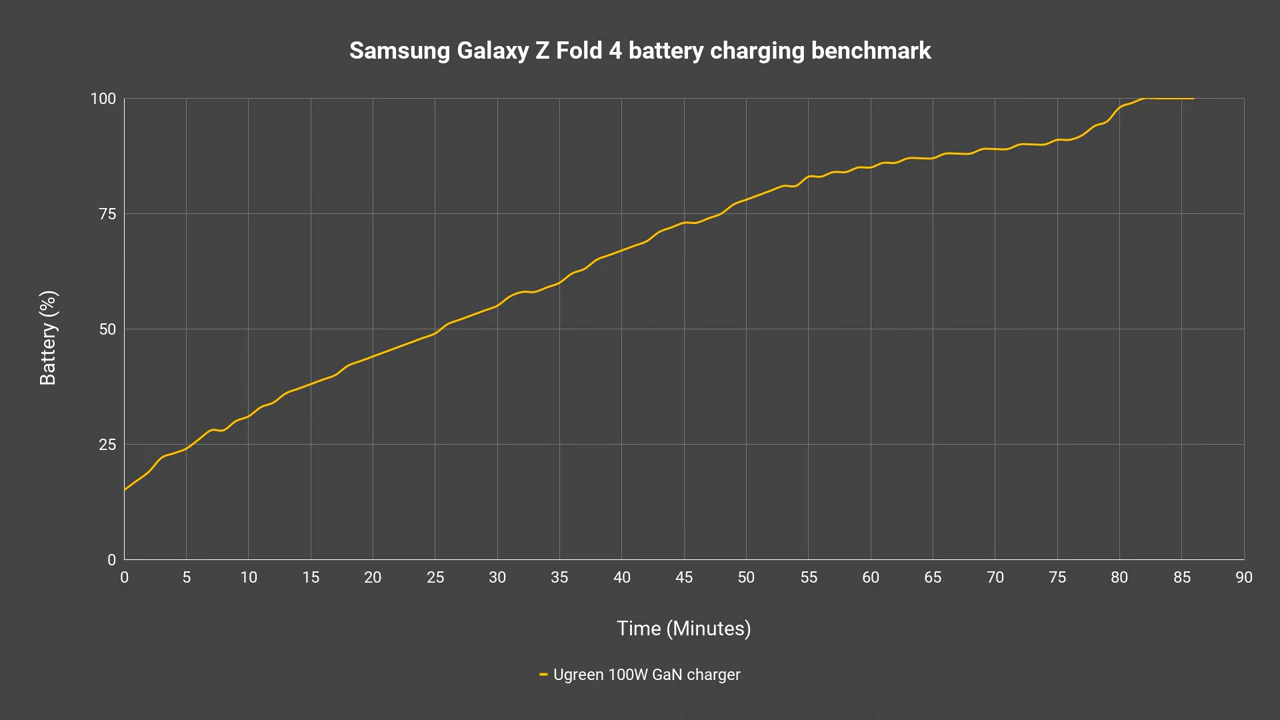 Samsung Galaxy Z Fold 4 battery charging benchmark
100
75
50
25
0
Battery (%)
0 5 10 15 20 25 30 35 40 45 50 55 60 65 70 75 80 85 90
Time (Minutes)
Ugreen 100W GaN charger